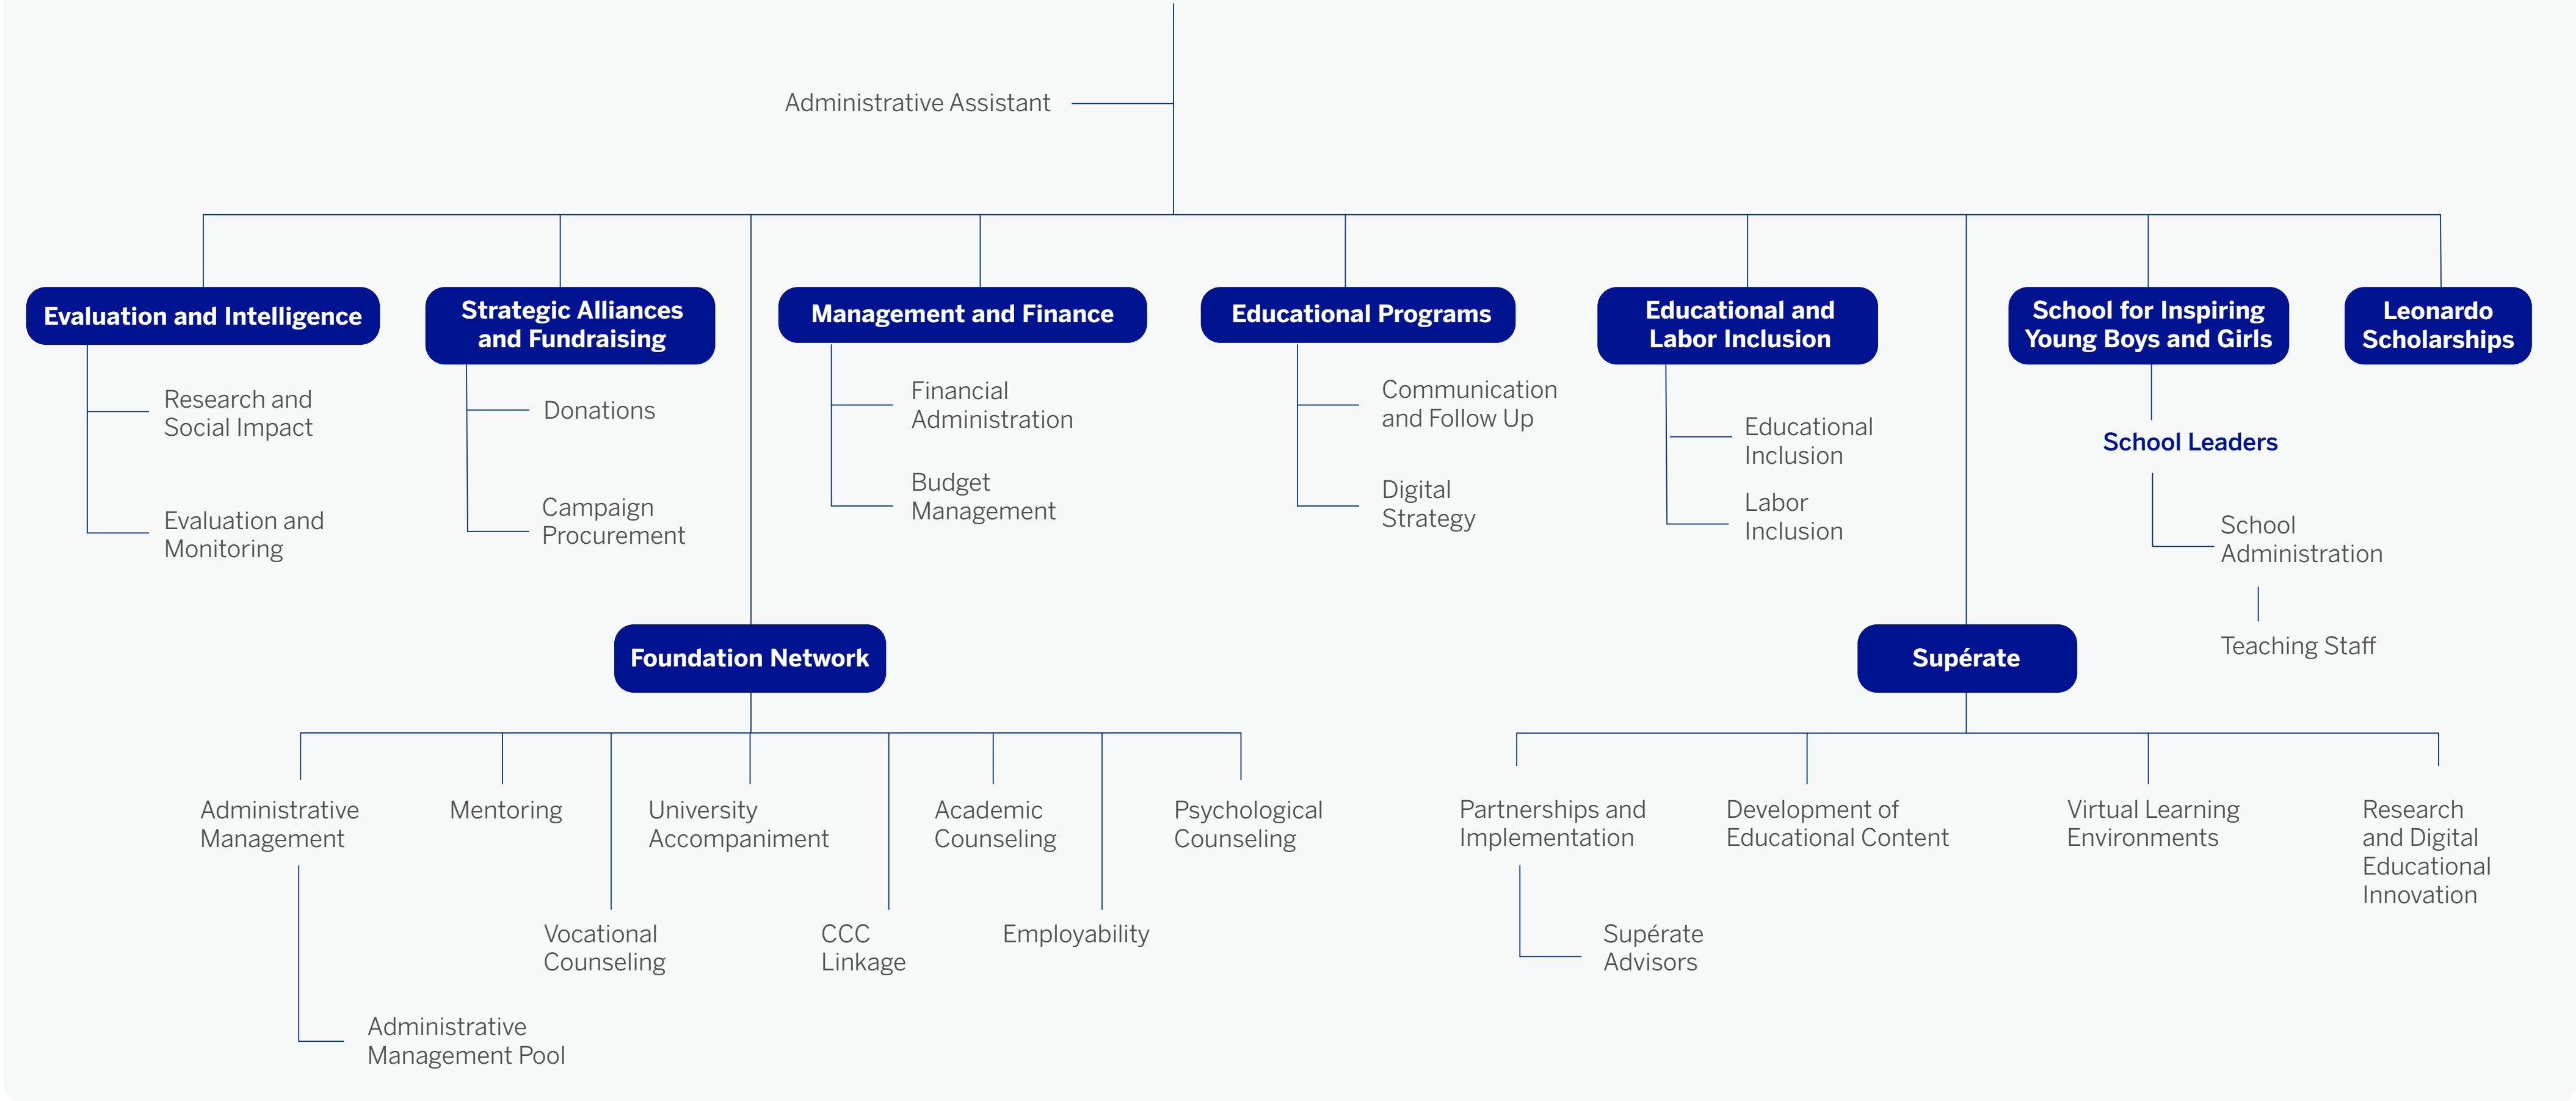 Administrative Assistant
Evaluation and Intelligence
Research and
Social Impact
Evaluation and
Monitoring
Strategic Alliances
and Fundraising
Donations
Campaign
Procurement
Management and Finance
Financial
Administration
Budget
Management
Educational Programs
Communication
and Follow Up
Digital
Strategy
Educational and
Labor Inclusion
Educational
Inclusion
Labor
Inclusion
School for Inspiring
Young Boys and Girls
School Leaders
School
Administration
Teaching Staff
Leonardo
Scholarships
Foundation Network
Administrative
Management
Mentoring
University
Accompaniment
Academic
Counseling
Psychological
Counseling
Vocational
Counseling
CCC
Linkage
Employability
Administrative
Management Pool
Supérate
Partnerships and
Implementation
Development of
Educational Content
Virtual Learning
Environments
Research
and Digital
Educational
Innovation
Supérate
Advisors